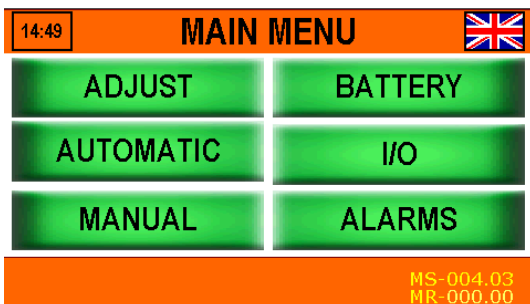 14:49
MAIN MENU
ADJUST
BATTERY
AUTOMATIC
I/O
MANUAL
ALARMS
MS-004.03
MR-000.00